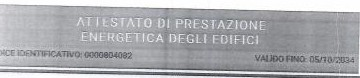 ATTESTATO DI PRESTAZIONE
ENERGETICA DEGLI EDIFICI
DICE IDENTIFICATIVO: 0000804082
VALIDO FINO: 05/10/2034